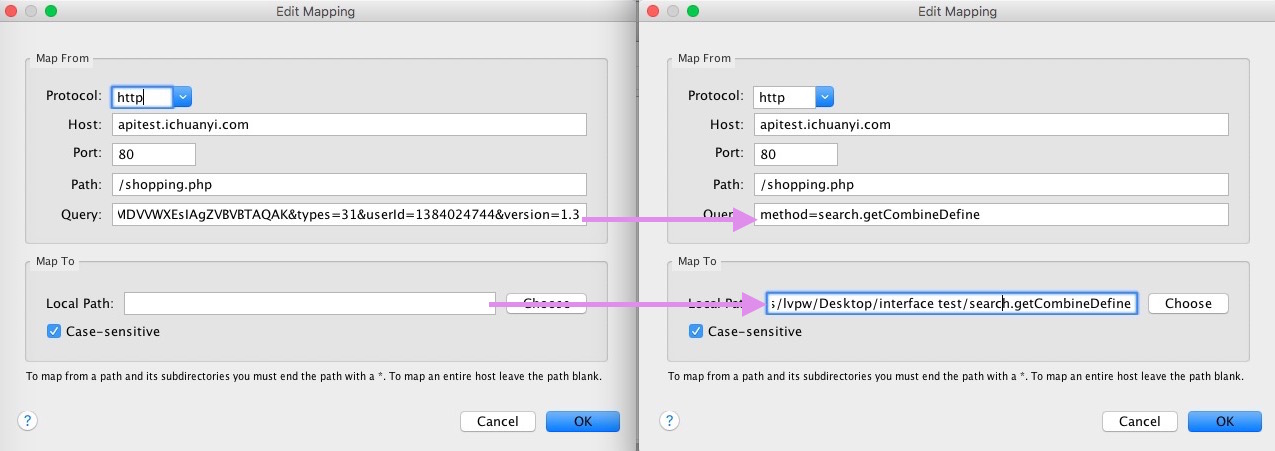 Edit Mapping
Map From
Protocol: http
Host: apitest.ichuanyi.com
Port: 80
Path: /shopping.php
Query: MDVVWXEsIAgZVBVBTAQAK&types=31&userId=1384024744&version=1.3
Map To
Local Path: Choose
Case-sensitive
To map from a path and its subdirectories you must end the path with a *. To map an entire host leave the path blank.
? Cancel OK
Edit Mapping
Map From
Protocol: http
Host: apitest.ichuanyi.com
Port: 80
Path: /shopping.php
Query: method=search.getCombineDefine
Map To
Local Path: s/lvpw/Desktop/interface test/search.getCombineDefine Choose
Case-sensitive
To map from a path and its subdirectories you must end the path with a *. To map an entire host leave the path blank.
? Cancel OK